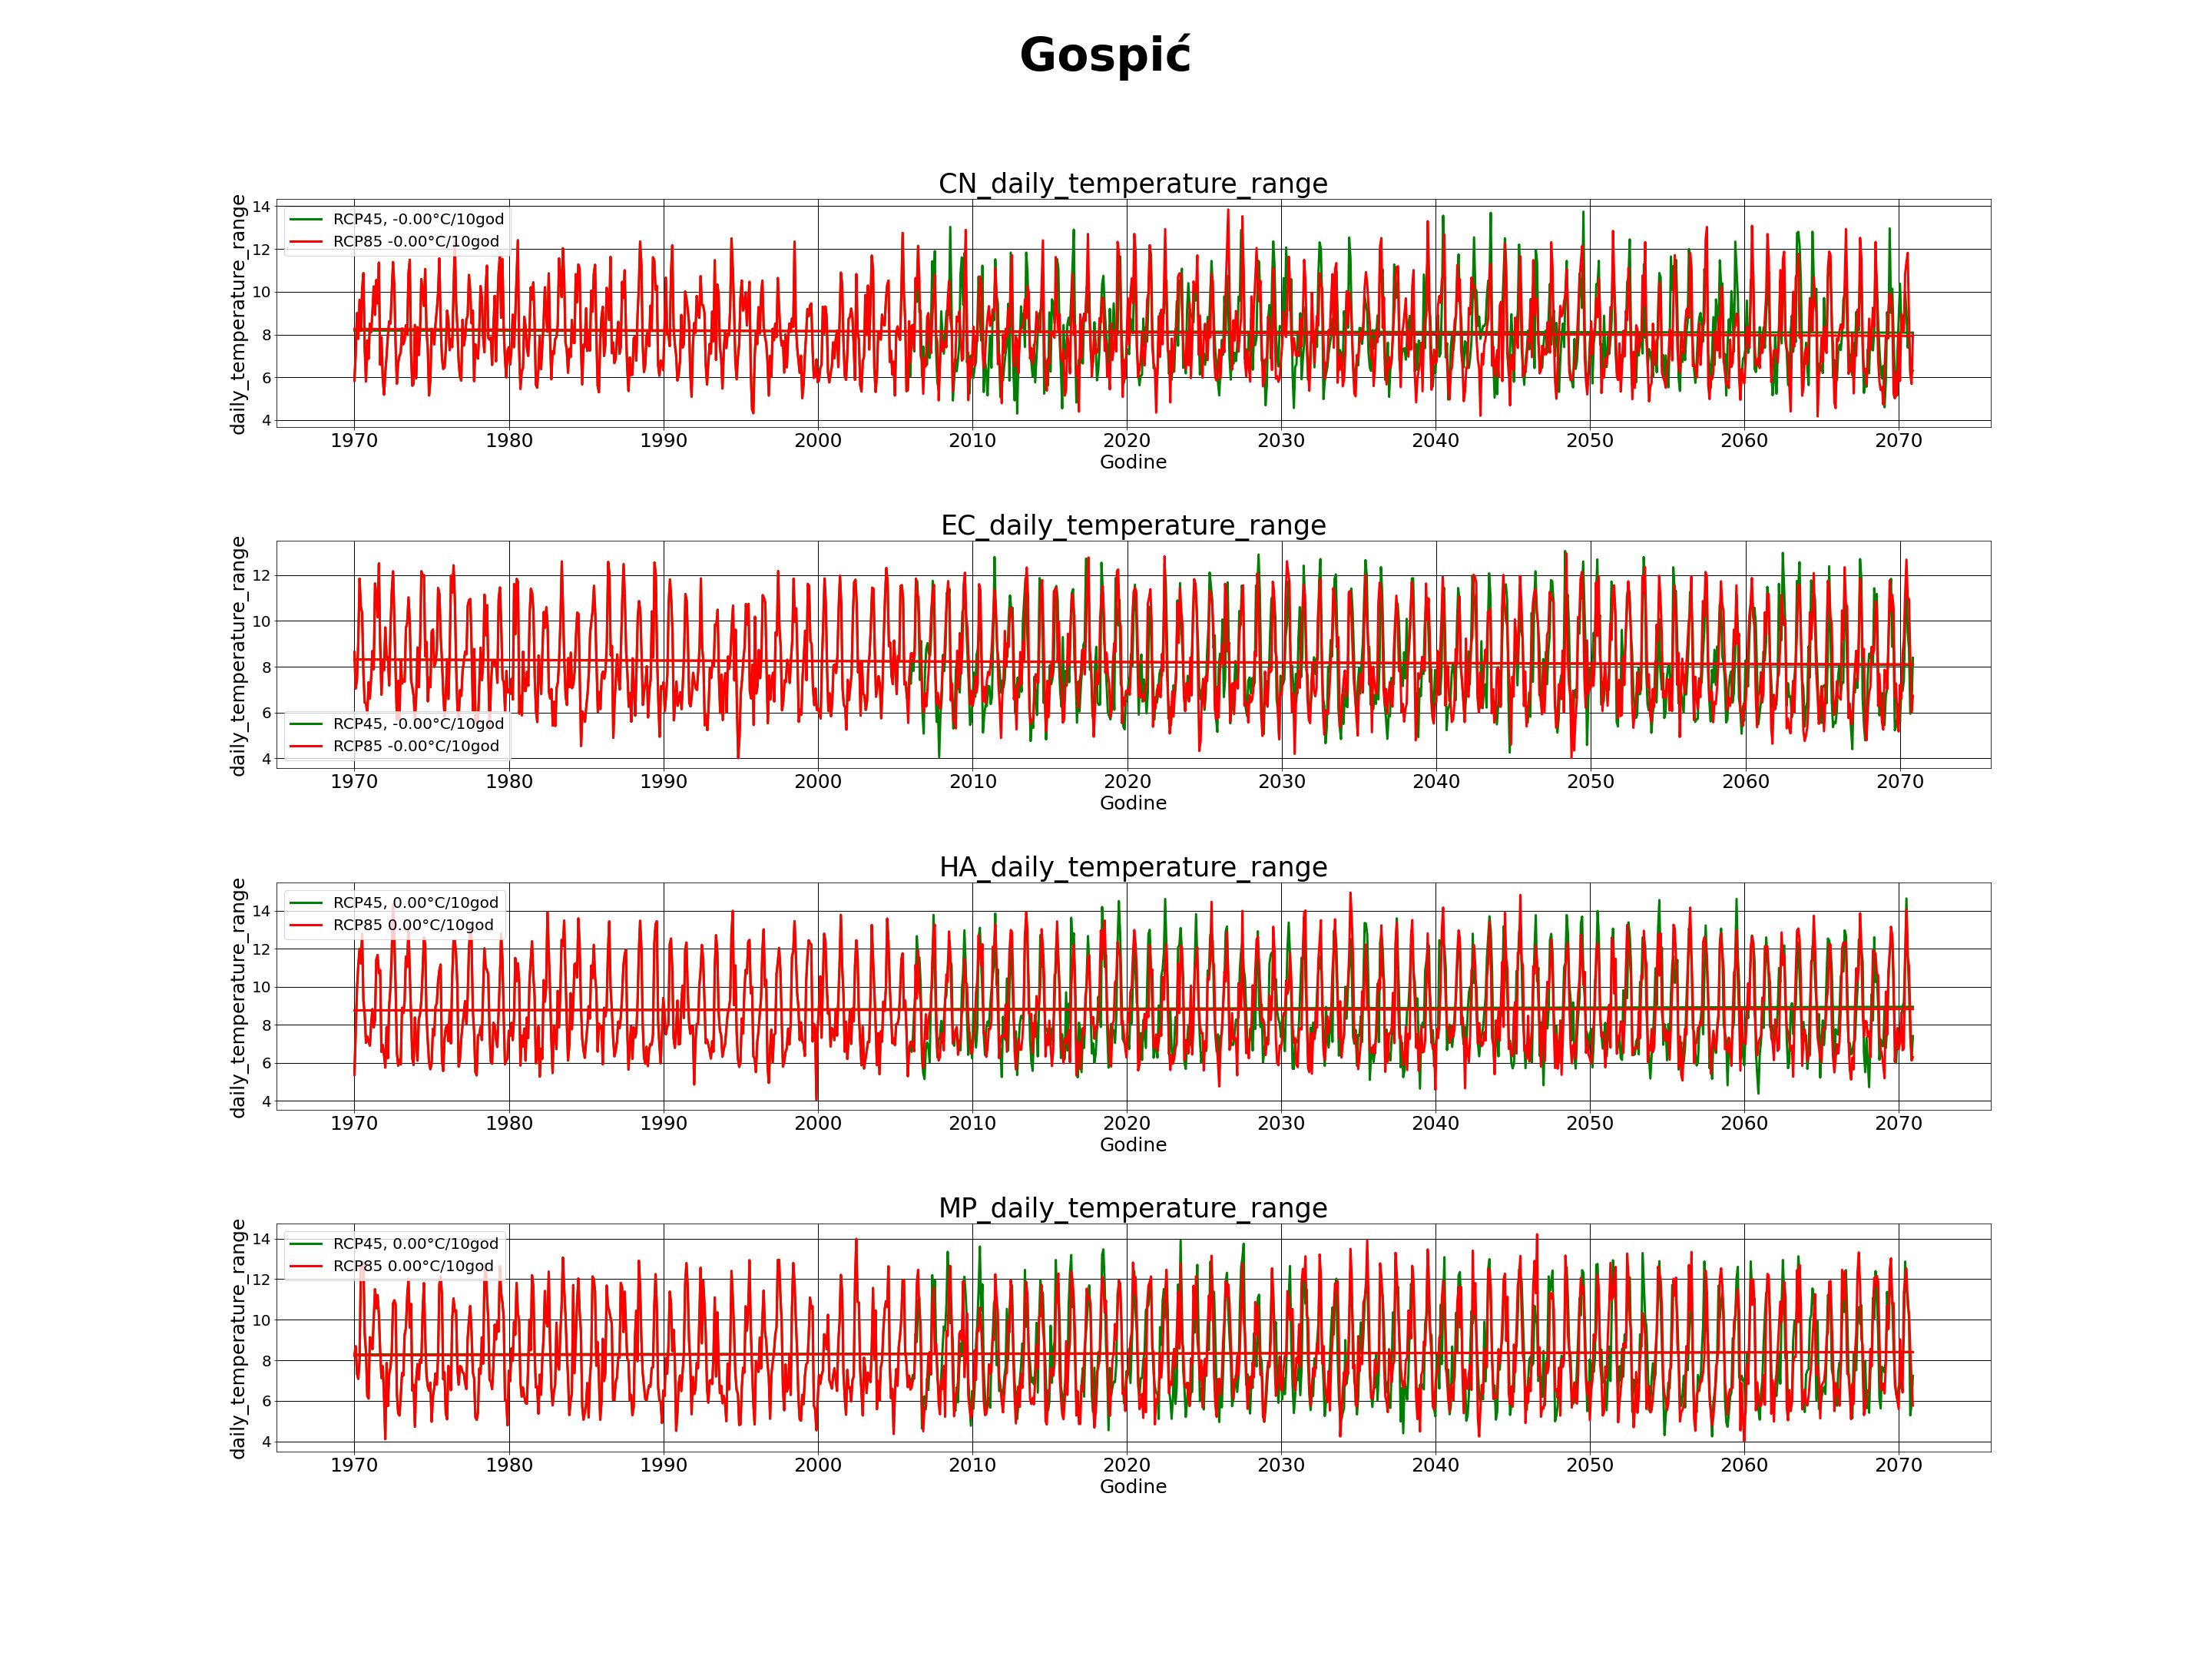 Gospić
CN_daily_temperature_range
daily_temperature_range
14
12
10
8
6
4
RCP45, -0.00°C/10god
RCP85 -0.00°C/10god
1970 1980 1990 2000 2010 2020 2030 2040 2050 2060 2070
Godine
EC_daily_temperature_range
daily_temperature_range
12
10
8
6
4
RCP45, -0.00°C/10god
RCP85 -0.00°C/10god
1970 1980 1990 2000 2010 2020 2030 2040 2050 2060 2070
Godine
HA_daily_temperature_range
daily_temperature_range
14
12
10
8
6
4
RCP45, 0.00°C/10god
RCP85 0.00°C/10god
1970 1980 1990 2000 2010 2020 2030 2040 2050 2060 2070
Godine
MP_daily_temperature_range
daily_temperature_range
14
12
10
8
6
4
RCP45, 0.00°C/10god
RCP85 0.00°C/10god
1970 1980 1990 2000 2010 2020 2030 2040 2050 2060 2070
Godine